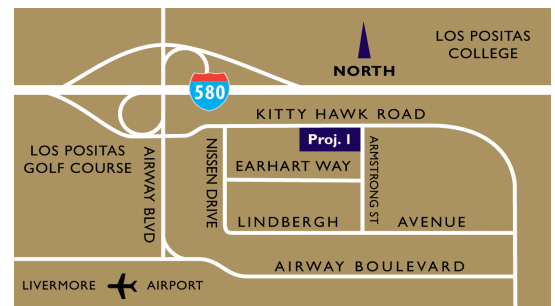 LOS POSITAS
COLLEGE
NORTH
580
KITTY HAWK ROAD
Proj. I
LOS POSITAS
GOLF COURSE
AIRWAY BLVD
NISSEN DRIVE
EARHART WAY
ARMSTRONG ST
LINDBERGH AVENUE
AIRWAY BOULEVARD
LIVERMORE AIRPORT